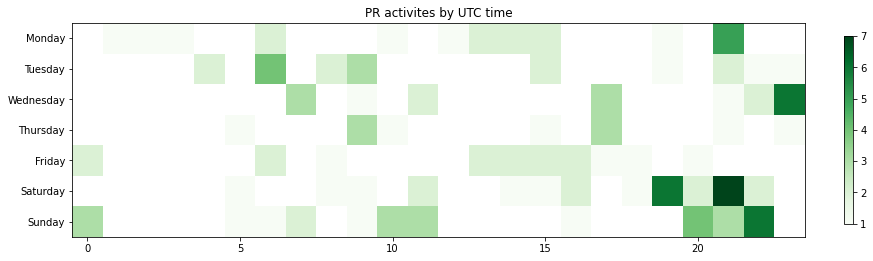 PR activites by UTC time
Monday
Tuesday
Wednesday
Thursday
Friday
Saturday
Sunday
0 5 10 15 20
7
6
5
4
3
2
1